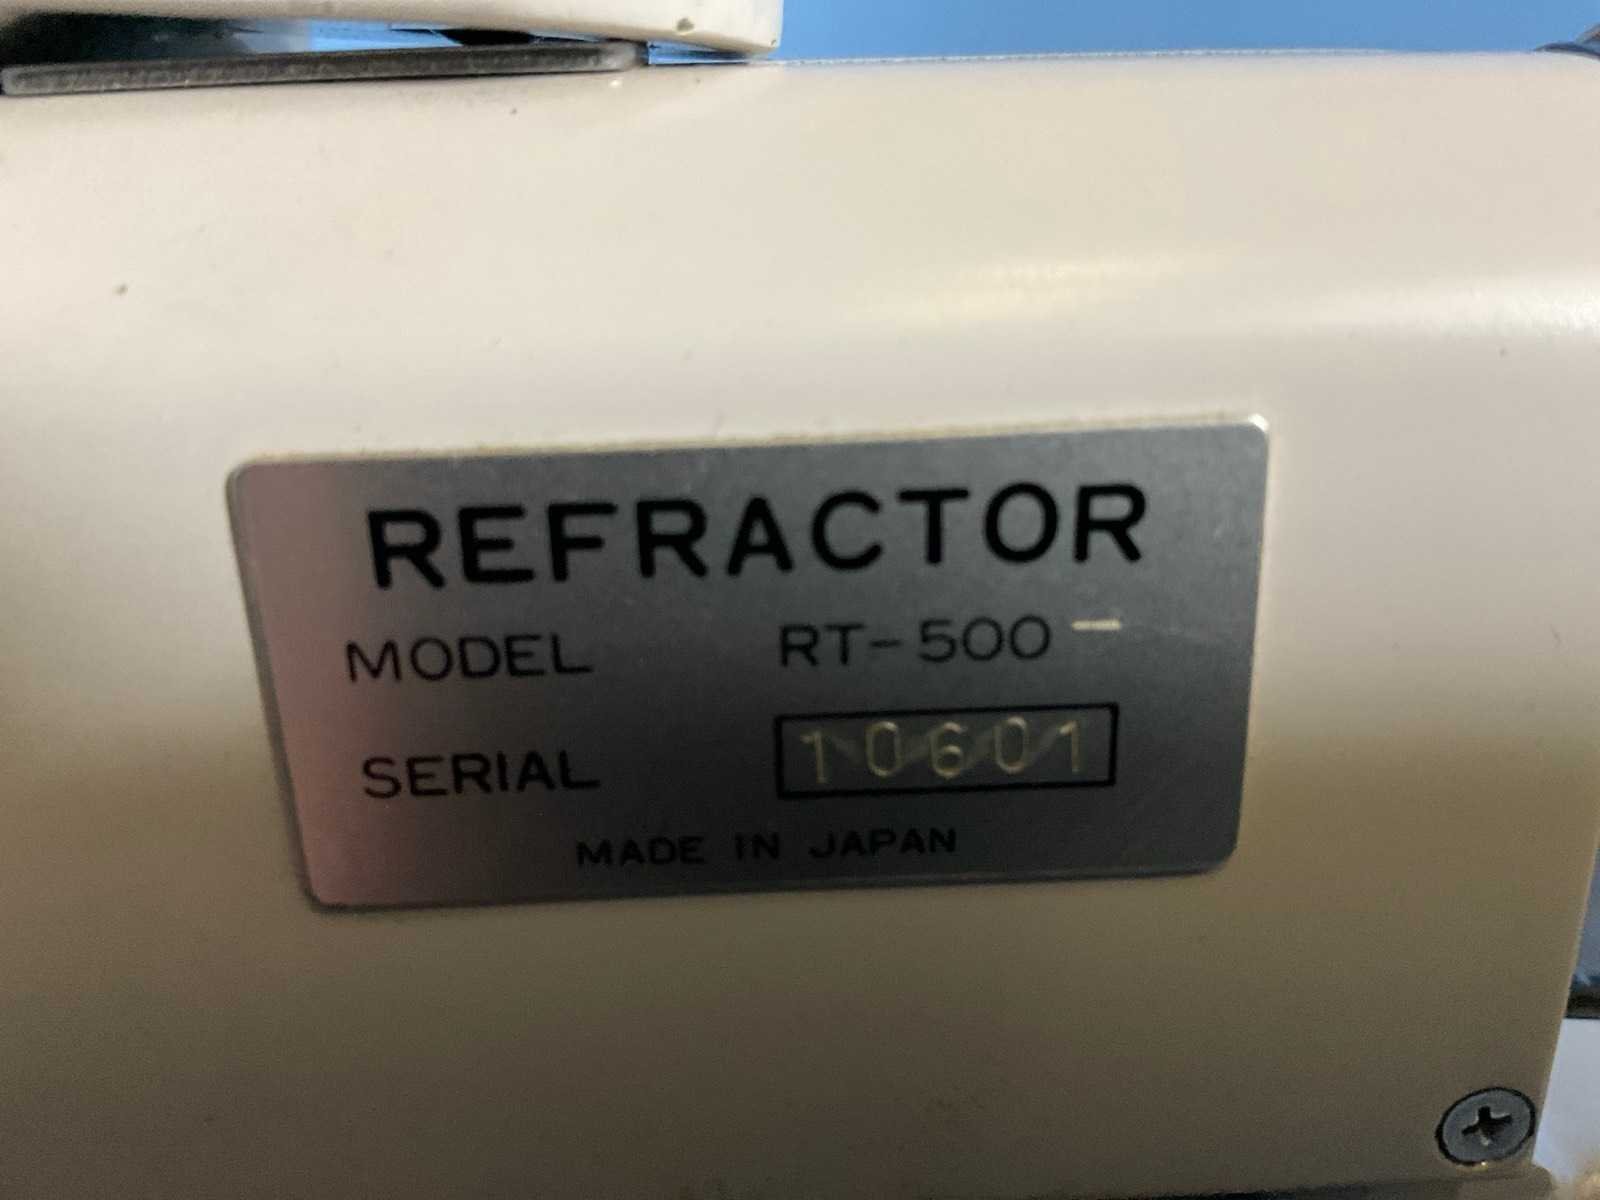 REFRACTOR
MODEL RT-500
SERIAL 10601
MADE IN JAPAN